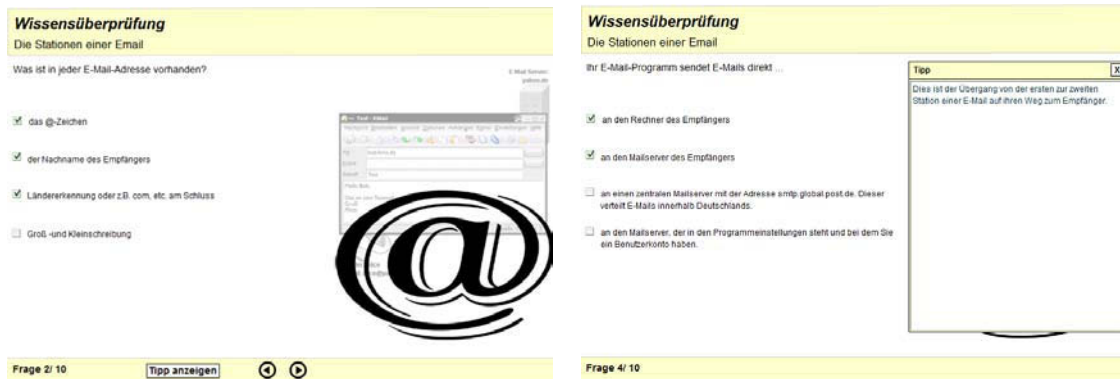 Wissensüberprüfung
Die Stationen einer Email
Was ist in jeder E-Mail-Adresse vorhanden?
E-Mail Server:
yahoo.de
das @-Zeichen
der Nachname des Empfängers
Ländererkennung oder z.B. com, etc. am Schluss
Groß -und Kleinschreibung
Frage 2/ 10
Tipp anzeigen
Wissensüberprüfung
Die Stationen einer Email
Ihr E-Mail-Programm sendet E-Mails direkt ...
an den Rechner des Empfängers
an den Mailserver des Empfängers
an einen zentralen Mailserver mit der Adresse smtp.global.post.de. Dieser
verteilt E-Mails innerhalb Deutschlands.
an den Mailserver, der in den Programmeinstellungen steht und bei dem Sie
ein Benutzerkonto haben.
Tipp
X
Dies ist der Übergang von der ersten zur zweiten
Station einer E-Mail auf ihren Weg zum Empfänger.
Frage 4/ 10